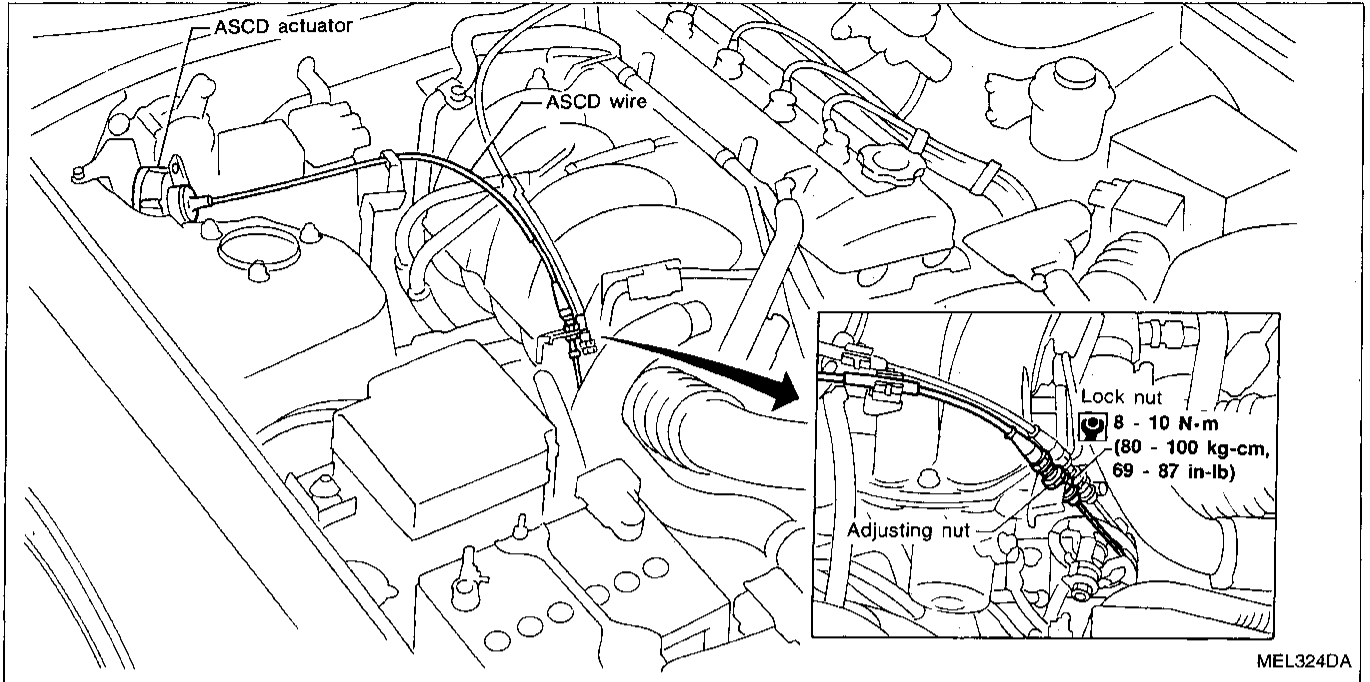 ASCD actuator
ASCD wire
Lock nut
8 - 10 N·m
(80 - 100 kg-cm,
69 - 87 in-lb)
Adjusting nut
MEL324DA